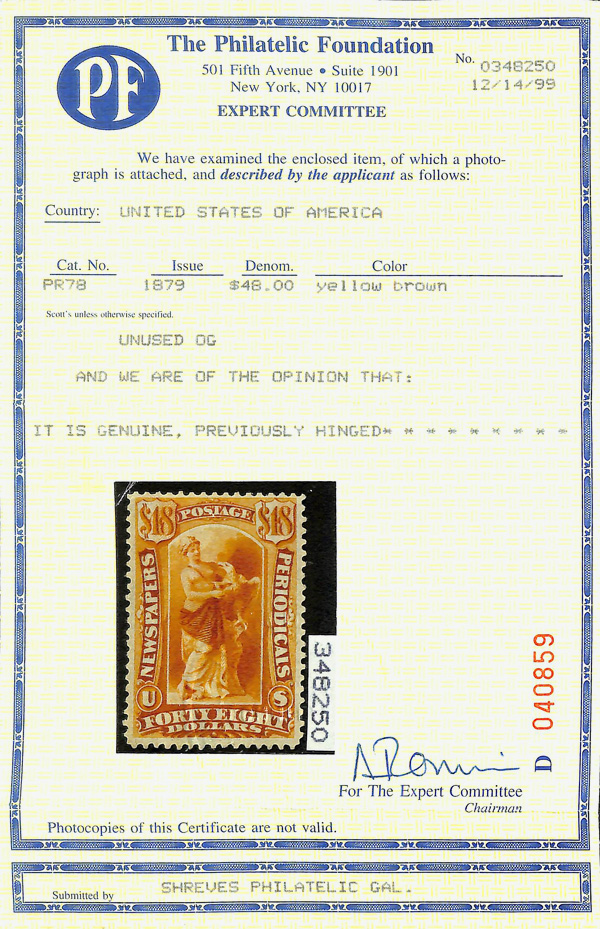 PF
The Philatelic Foundation
501 Fifth Avenue • Suite 1901
New York, NY 10017
EXPERT COMMITTEE
No. 0348250
12/14/99
We have examined the enclosed item, of which a photo-
graph is attached, and described by the applicant as follows:
Country: UNITED STATES OF AMERICA
Cat. No. Issue Denom. Color
PR78 1879 $48.00 yellow brown
Scott's unless otherwise specified.
UNUSED OG
AND WE ARE OF THE OPINION THAT:
IT IS GENUINE, PREVIOUSLY HINGED* * * * * * * * *
$48 POSTAGE $48
NEWSPAPERS
PERIODICALS
U S
FORTY EIGHT
DOLLARS
348250
D 040859
For The Expert Committee
Chairman
Photocopies of this Certificate are not valid.
Submitted by SHREVES PHILATELIC GAL.